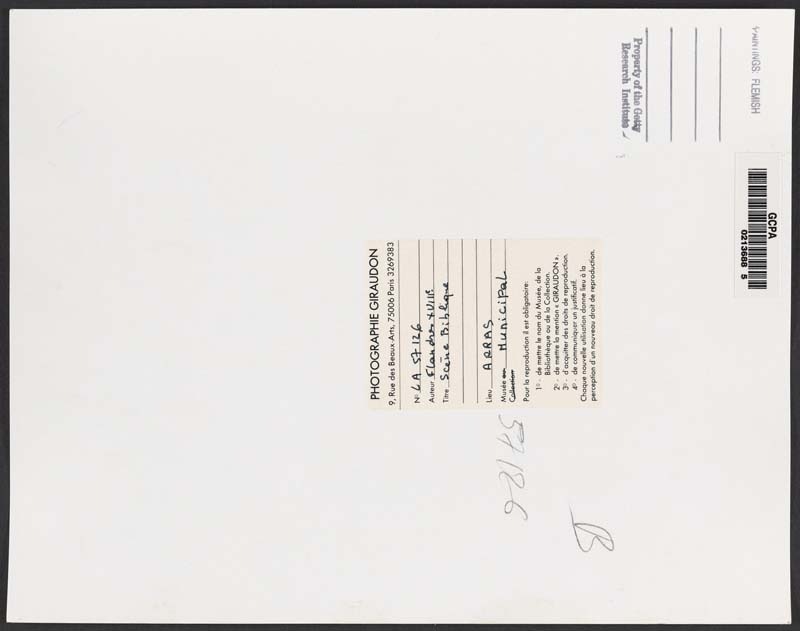 PAINTINGS: FLEMISH
Property of the Getty
Research Institute
GCPA
0213688 5
PHOTOGRAPHIE GIRAUDON
9, Rue des Beaux Arts, 75006 Paris 3269383
N° LA 57126
Auteur Flandres XVIIe
Titre Scène Biblique
Lieu ARRAS
Musée ou Municipal
Collection
Pour la reproduction il est obligatoire:
1° - de mettre le nom du Musée, de la
Bibliothèque ou de la Collection.
2° - de mettre la mention « GIRAUDON ».
3° - d'acquitter des droits de reproduction.
4° - de communiquer un justificatif.
Chaque nouvelle utilisation donne lieu à la
perception d'un nouveau droit de reproduction.
57126
B